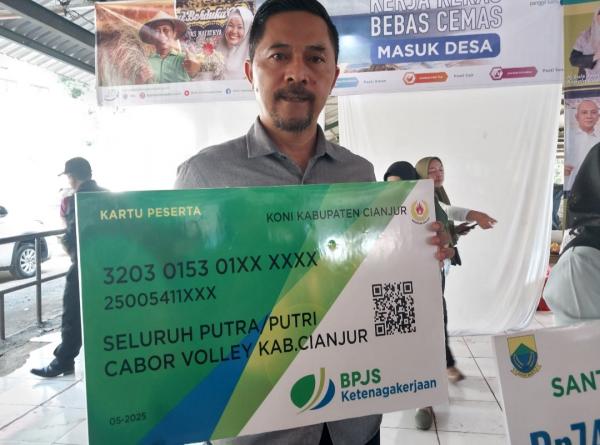 KERJA KERAS
BEBAS CEMAS
MASUK DESA
KARTU PESERTA
KONI KABUPATEN CIANJUR
3203 0153 01XX XXXX
25005411XXX
SELURUH PUTRA/PUTRI
CABOR VOLLEY KAB.CIANJUR
BPJS
Ketenagakerjaan
05-2025
SANT